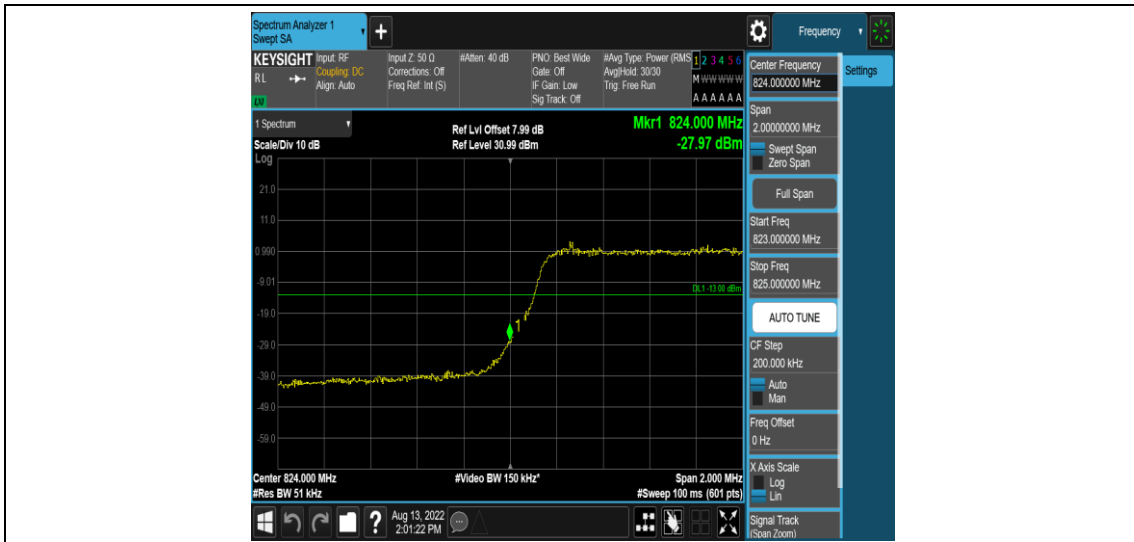 Spectrum Analyzer 1
Swept SA
+
Frequency
KEYSIGHT
RL
LM
Input: RF
Coupling: DC
Align: Auto
Input Z: 50 Ω
Corrections: Off
Freq Ref: Int (S)
#Atten: 40 dB
PNO: Best Wide
Gate: Off
IF Gain: Low
Sig Track: Off
#Avg Type: Power (RMS
Avg|Hold: 30/30
Trig: Free Run
1 2 3 4 5 6
M W W W W W
A A A A A A
1 Spectrum
Scale/Div 10 dB
Log
Ref Lvl Offset 7.99 dB
Ref Level 30.99 dBm
Mkr1 824.000 MHz
-27.97 dBm
21.0
11.0
0.990
-9.01
-19.0
-29.0
-39.0
-49.0
-59.0
DL1 -13.00 dBm
1
Center 824.000 MHz
#Res BW 51 kHz
#Video BW 150 kHz*
Span 2.000 MHz
#Sweep 100 ms (601 pts)
?
Aug 13, 2022
2:01:22 PM
Center Frequency
824.000000 MHz
Settings
Span
2.00000000 MHz
Swept Span
Zero Span
Full Span
Start Freq
823.000000 MHz
Stop Freq
825.000000 MHz
AUTO TUNE
CF Step
200.000 kHz
Auto
Man
Freq Offset
0 Hz
X Axis Scale
Log
Lin
Signal Track
(Span Zoom)